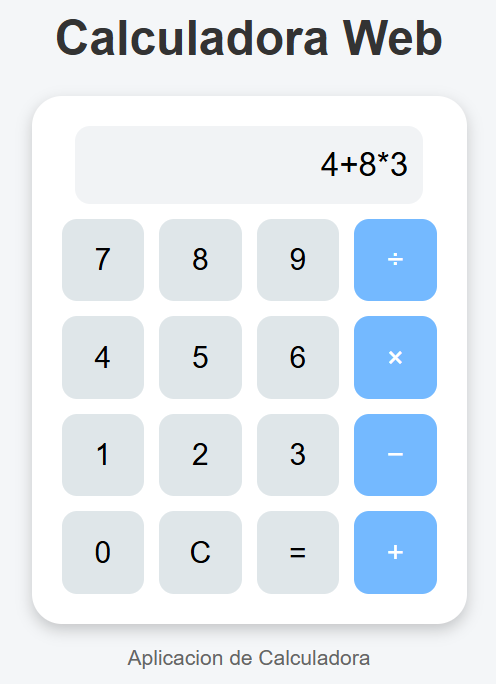 Calculadora Web
4+8*3
7 8 9 ÷
4 5 6 ×
1 2 3 −
0 C = +
Aplicacion de Calculadora